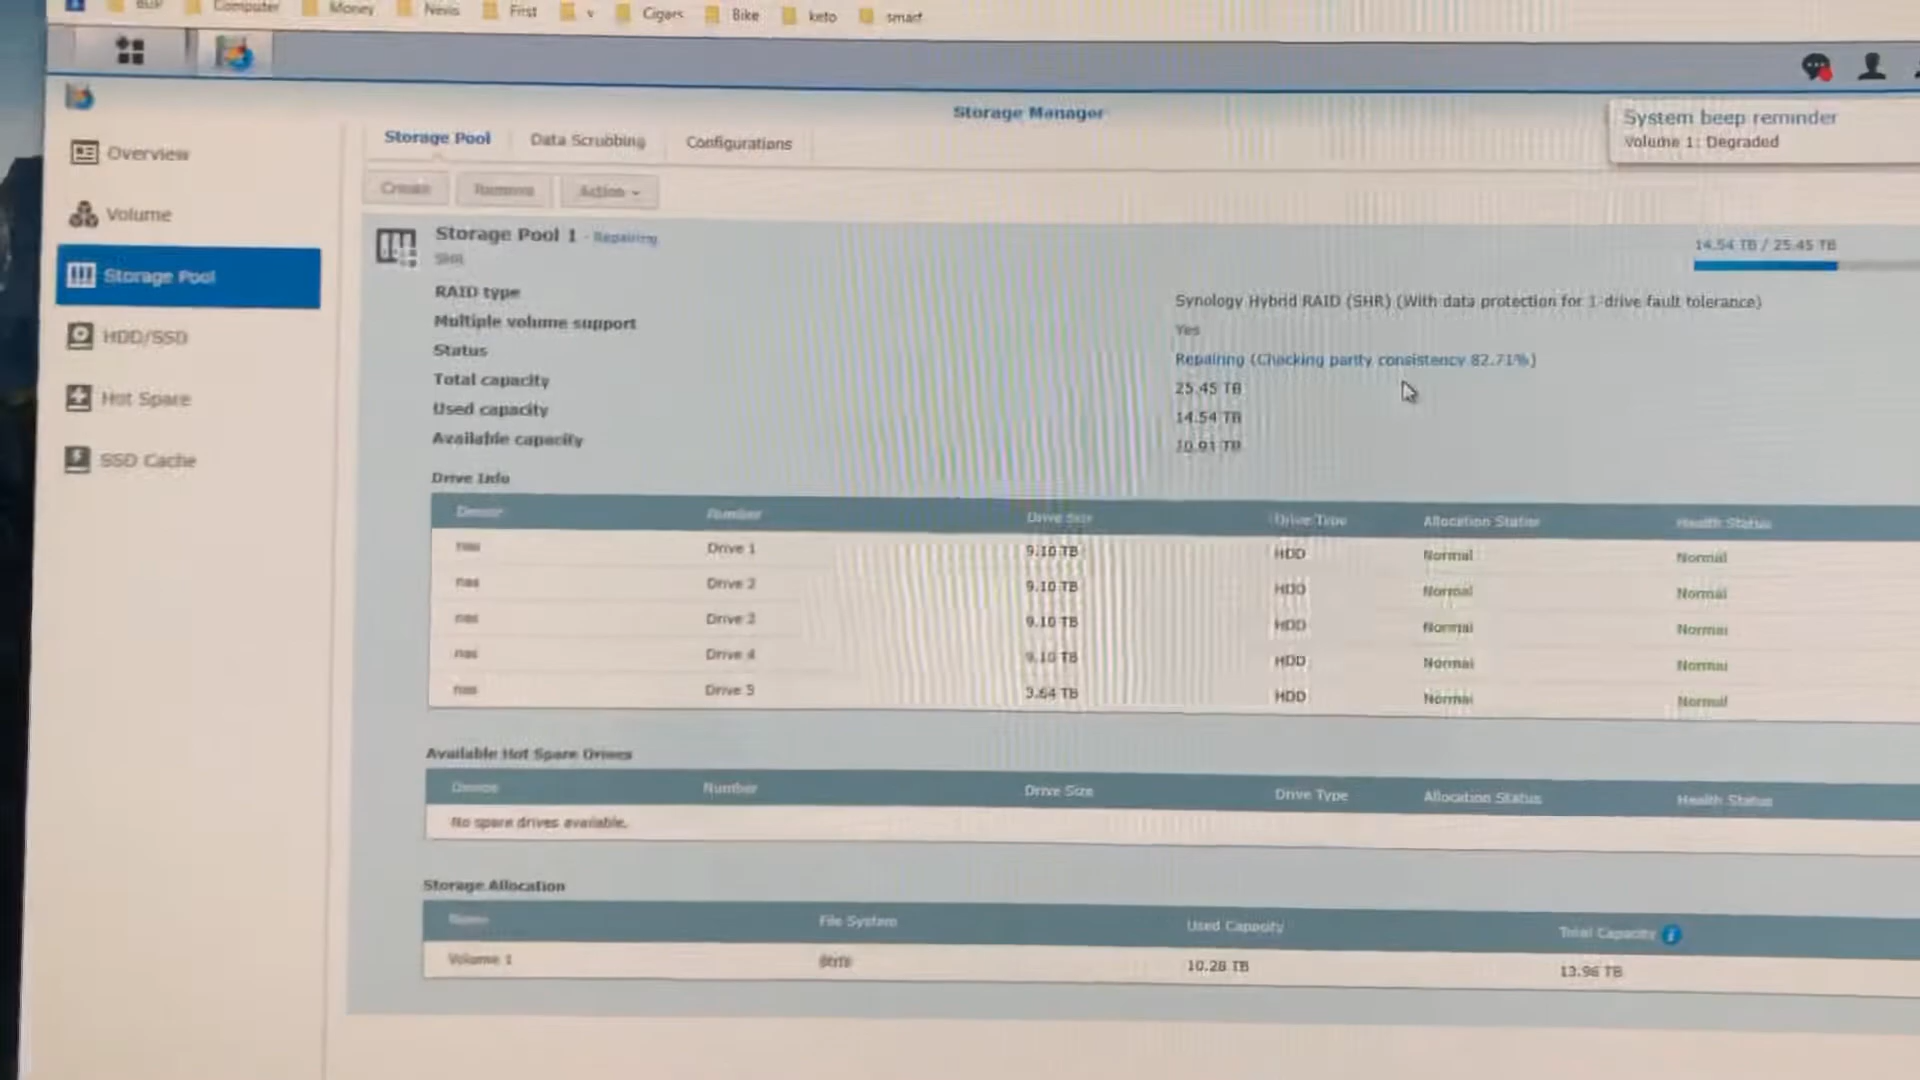 BUP Computer Money Nevis First v Cigars Bike keto smart
Storage Manager
System beep reminder
Volume 1: Degraded
Overview
Volume
Storage Pool
HDD/SSD
Hot Spare
SSD Cache
Storage Pool Data Scrubbing Configurations
Create Remove Action
Storage Pool 1 - Repairing
SHR
14.54 TB / 25.45 TB
RAID type Synology Hybrid RAID (SHR) (With data protection for 1-drive fault tolerance)
Multiple volume support Yes
Status Repairing (Checking parity consistency 82.71%)
Total capacity 25.45 TB
Used capacity 14.54 TB
Available capacity 10.91 TB
Drive Info
Device Number Drive Size Drive Type Allocation Status Health Status
nas Drive 1 9.10 TB HDD Normal Normal
nas Drive 2 9.10 TB HDD Normal Normal
nas Drive 3 9.10 TB HDD Normal Normal
nas Drive 4 9.10 TB HDD Normal Normal
nas Drive 5 3.64 TB HDD Normal Normal
Available Hot Spare Drives
Device Number Drive Size Drive Type Allocation Status Health Status
No spare drives available.
Storage Allocation
Name File System Used Capacity Total Capacity
Volume 1 Btrfs 10.28 TB 13.96 TB